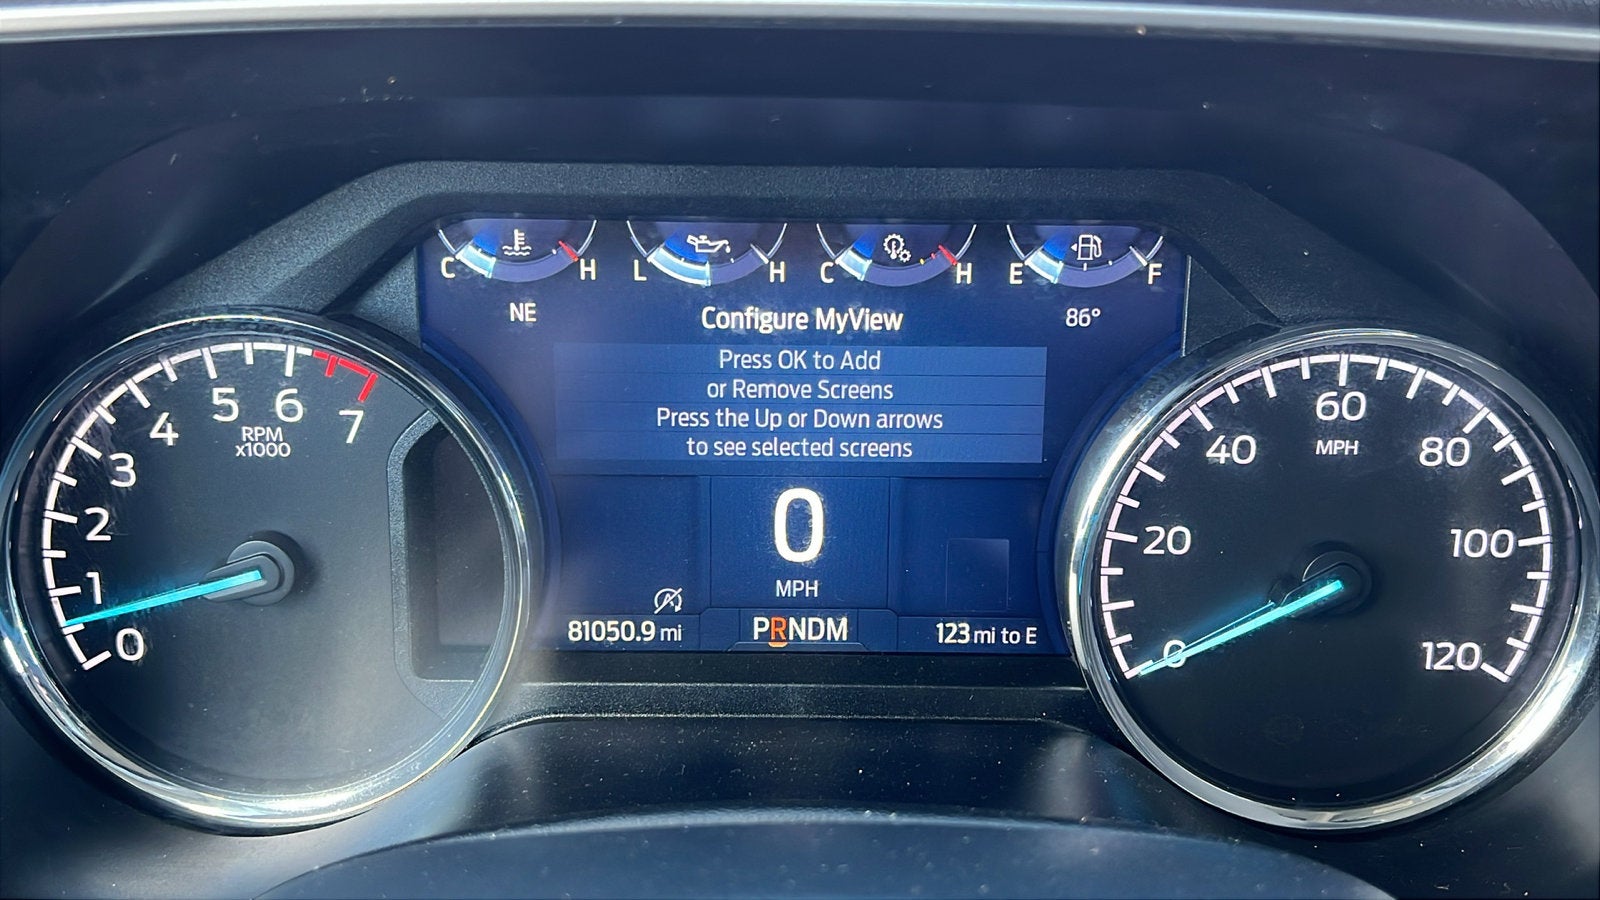 C H
L H
C H
E F
NE
Configure MyView
86°
Press OK to Add
or Remove Screens
Press the Up or Down arrows
to see selected screens
0
MPH
81050.9 mi
PRNDM
123 mi to E
0
1
2
3
4
5
6
7
RPM
x1000
0
20
40
60
80
100
120
MPH